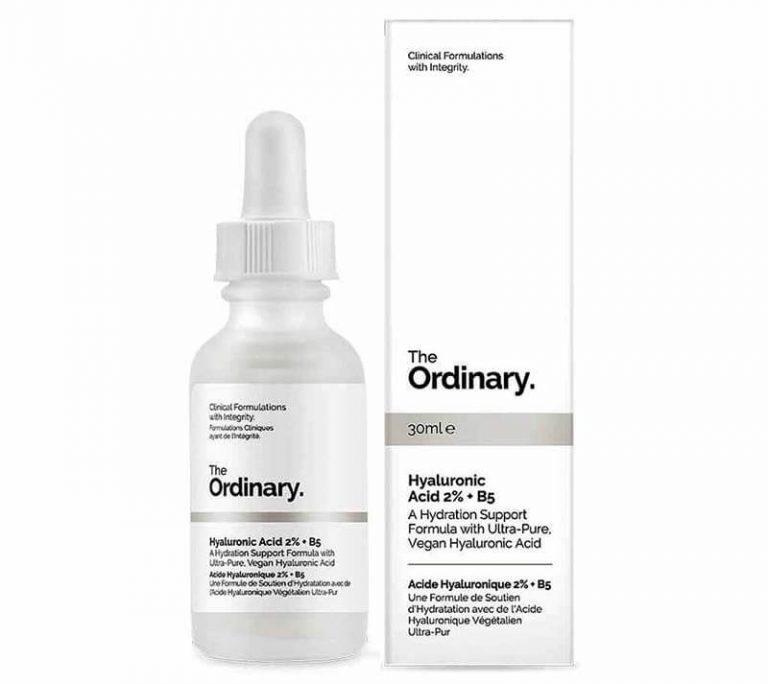 Clinical Formulations
with Integrity.
Formulations Cliniques
ayant de l'Intégrité.
The
Ordinary.
Hyaluronic Acid 2% + B5
A Hydration Support Formula with
Ultra-Pure, Vegan Hyaluronic Acid
Acide Hyaluronique 2% + B5
Une Formule de Soutien d'Hydratation avec de
l'Acide Hyaluronique Végétalien Ultra-Pur
Clinical Formulations
with Integrity.
The
Ordinary.
30ml e
Hyaluronic
Acid 2% + B5
A Hydration Support
Formula with Ultra-Pure,
Vegan Hyaluronic Acid
Acide Hyaluronique 2% + B5
Une Formule de Soutien
d'Hydratation avec de l'Acide
Hyaluronique Végétalien
Ultra-Pur